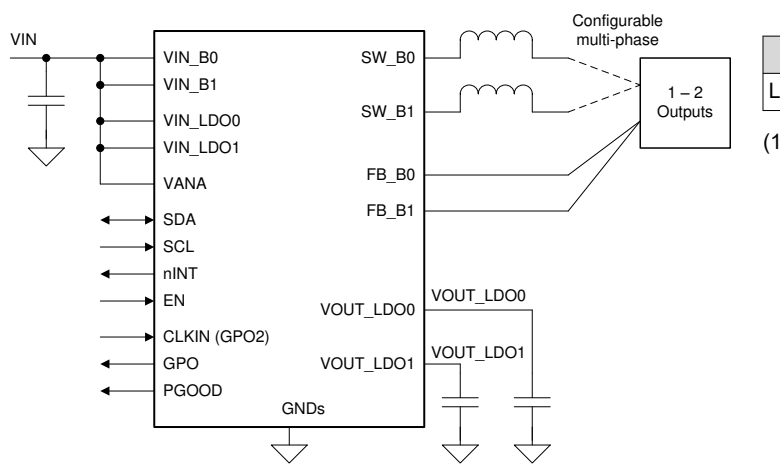 Configurable
multi-phase
VIN
VIN_B0
SW_B0
VIN_B1
1 – 2
Outputs
L
SW_B1
VIN_LDO0
VIN_LDO1
(1
VANA
FB_B0
FB_B1
SDA
SCL
nINT
EN
VOUT_LDO0
VOUT_LDO0
CLKIN (GPO2)
GPO
VOUT_LDO1
VOUT_LDO1
PGOOD
GNDs